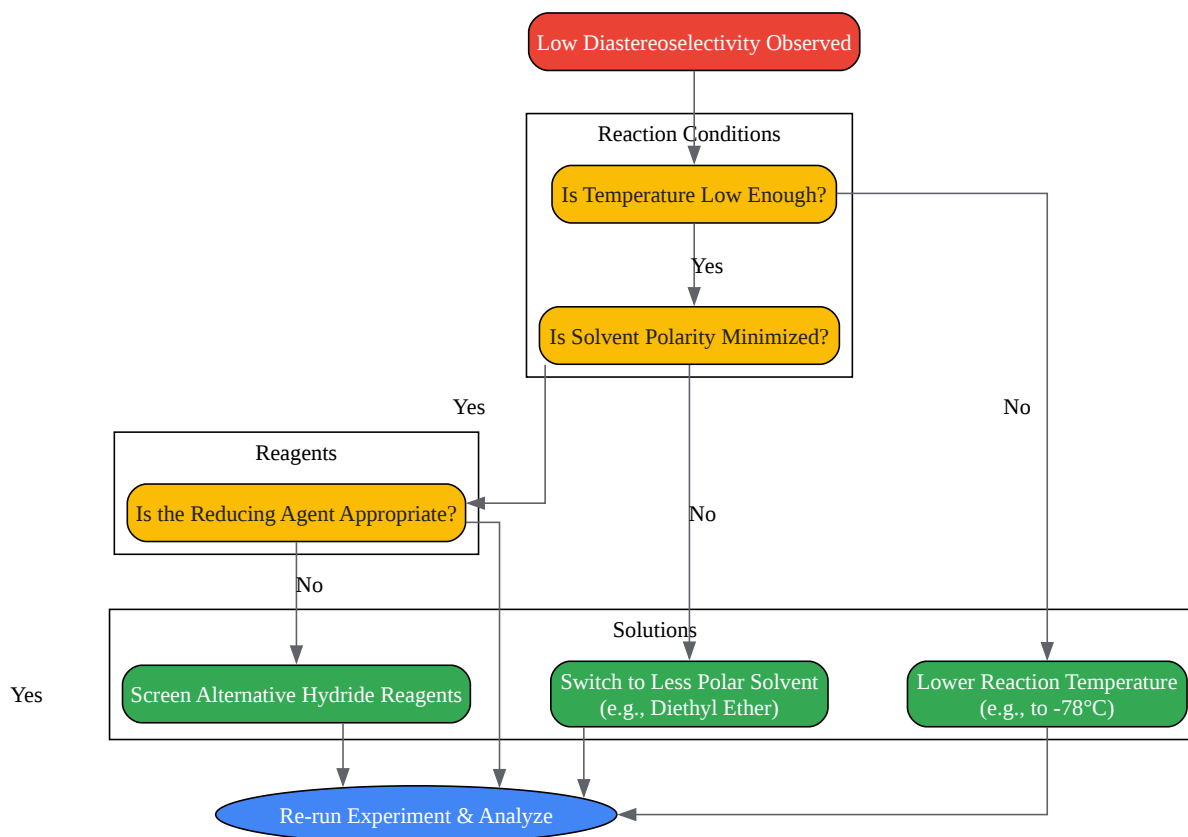 Low Diastereoselectivity Observed
Reaction Conditions
Is Temperature Low Enough?
Yes
Is Solvent Polarity Minimized?
Yes
No
Reagents
Is the Reducing Agent Appropriate?
No
No
Solutions
Yes
Screen Alternative Hydride Reagents
Switch to Less Polar Solvent
(e.g., Diethyl Ether)
Lower Reaction Temperature
(e.g., to -78°C)
Re-run Experiment & Analyze